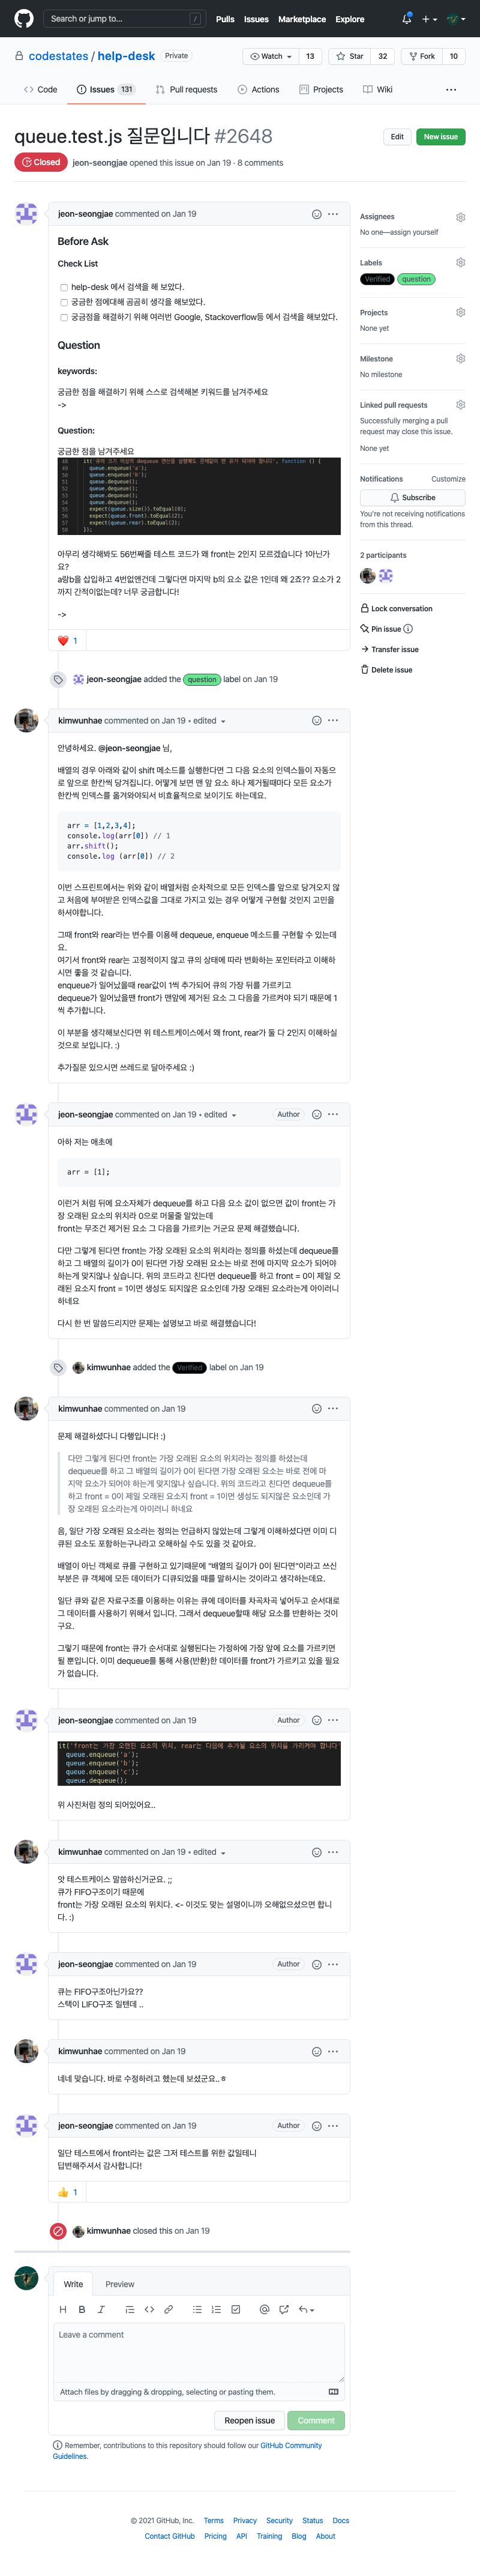 Search or jump to...
/
Pulls
Issues
Marketplace
Explore
codestates / help-desk
Private
Watch
13
Star
32
Fork
10
Code
Issues 131
Pull requests
Actions
Projects
Wiki
queue.test.js 질문입니다 #2648
Edit
New issue
Closed
jeon-seongjae opened this issue on Jan 19 · 8 comments
jeon-seongjae commented on Jan 19
Before Ask
Check List
help-desk 에서 검색을 해 보았다.
궁금한 점에대해 곰곰히 생각을 해보았다.
궁금점을 해결하기 위해 여러번 Google, Stackoverflow등 에서 검색을 해보았다.
Question
keywords:
궁금한 점을 해결하기 위해 스스로 검색해본 키워드를 남겨주세요
->
Question:
궁금한 점을 남겨주세요
49 queue.enqueue('a');
50 queue.enqueue('b');
51 queue.dequeue();
52 queue.dequeue();
53 queue.dequeue();
54 queue.dequeue();
55 expect(queue.size()).toEqual(0);
56 expect(queue.front).toEqual(2);
57 expect(queue.rear).toEqual(2);
58 });
아무리 생각해봐도 56번째줄 테스트 코드가 왜 front는 2인지 모르겠습니다 1아닌가
요?
a랑b를 삽입하고 4번없앤건데 그렇다면 마지막 b의 요소 값은 1인데 왜 2죠?? 요소가 2
까지 간적이없는데? 너무 궁금합니다!
->
1
jeon-seongjae added the question label on Jan 19
kimwunhae commented on Jan 19 • edited
안녕하세요. @jeon-seongjae 님,
배열의 경우 아래와 같이 shift 메소드를 실행한다면 그 다음 요소의 인덱스들이 자동으
로 앞으로 한칸씩 당겨집니다. 어떻게 보면 맨 앞 요소 하나 제거될때마다 모든 요소가
한칸씩 인덱스를 옮겨와야되서 비효율적으로 보이기도 하는데요.
arr = [1,2,3,4];
console.log(arr[0]) // 1
arr.shift();
console.log (arr[0]) // 2
이번 스프린트에서는 위와 같이 배열처럼 순차적으로 모든 인덱스를 앞으로 당겨오지 않
고 처음에 부여받은 인덱스값을 그대로 가지고 있는 경우 어떻게 구현할 것인지 고민을
하셔야합니다.
그때 front와 rear라는 변수를 이용해 dequeue, enqueue 메소드를 구현할 수 있는데
요.
여기서 front와 rear는 고정적이지 않고 큐의 상태에 따라 변화하는 포인터라고 이해하
시면 좋을 것 같습니다.
enqueue가 일어났을때 rear값이 1씩 추가되어 큐의 가장 뒤를 가르키고
dequeue가 일어났을땐 front가 맨앞에 제거된 요소 그 다음을 가르켜야 되기 때문에 1
씩 추가합니다.
이 부분을 생각해보신다면 위 테스트케이스에서 왜 front, rear가 둘 다 2인지 이해하실
것으로 보입니다. :)
추가질문 있으시면 쓰레드로 달아주세요 :)
jeon-seongjae commented on Jan 19 • edited
Author
아하 저는 애초에
arr = [1];
이런거 처럼 뒤에 요소자체가 dequeue를 하고 다음 요소 값이 없으면 값이 front는 가
장 오래된 요소의 위치라 0으로 머물줄 알았는데
front는 무조건 제거된 요소 그 다음을 가르키는 거군요 문제 해결했습니다.
다만 그렇게 된다면 front는 가장 오래된 요소의 위치라는 정의를 하셨는데 dequeue를
하고 그 배열의 길이가 0이 된다면 가장 오래된 요소는 바로 전에 마지막 요소가 되어야
하는게 맞지않나 싶습니다. 위의 코드라고 친다면 dequeue를 하고 front = 0이 제일 오
래된 요소지 front = 1이면 생성도 되지않은 요소인데 가장 오래된 요소라는게 아이러니
하네요
다시 한 번 말씀드리지만 문제는 설명보고 바로 해결했습니다!
kimwunhae added the Verified label on Jan 19
kimwunhae commented on Jan 19
문제 해결하셨다니 다행입니다! :)
다만 그렇게 된다면 front는 가장 오래된 요소의 위치라는 정의를 하셨는데
dequeue를 하고 그 배열의 길이가 0이 된다면 가장 오래된 요소는 바로 전에 마
지막 요소가 되어야 하는게 맞지않나 싶습니다. 위의 코드라고 친다면 dequeue를
하고 front = 0이 제일 오래된 요소지 front = 1이면 생성도 되지않은 요소인데 가
장 오래된 요소라는게 아이러니 하네요
음, 일단 가장 오래된 요소라는 정의는 언급하지 않았는데 그렇게 이해하셨다면 이미 디
큐된 요소도 포함하는구나라고 오해하실 수도 있을 것 같아요.
배열이 아닌 객체로 큐를 구현하고 있기때문에 "배열의 길이가 0이 된다면"이라고 쓰신
부분은 큐 객체에 모든 데이터가 디큐되었을 때를 말하시는 것이라고 생각하는데요.
일단 큐와 같은 자료구조를 이용하는 이유는 큐에 데이터를 차곡차곡 넣어두고 순서대로
그 데이터를 사용하기 위해서 입니다. 그래서 dequeue할때 해당 요소를 반환하는 것이
구요.
그렇기 때문에 front는 큐가 순서대로 실행된다는 가정하에 가장 앞에 요소를 가르키면
될 뿐입니다. 이미 dequeue를 통해 사용(반환)한 데이터를 front가 가르키고 있을 필요
가 없습니다.
jeon-seongjae commented on Jan 19
Author
it('front는 가장 오랜된 요소의 위치, rear는 다음에 추가될 요소의 위치를 가리켜야 합니다'
queue.enqueue('a');
queue.enqueue('b');
queue.enqueue('c');
queue.dequeue();
위 사진처럼 정의 되어있어요..
kimwunhae commented on Jan 19 • edited
앗 테스트케이스 말씀하신거군요. ;;
큐가 FIFO구조이기 때문에
front는 가장 오래된 요소의 위치다. <- 이것도 맞는 설명이니까 오해없으셨으면 합니
다. :)
jeon-seongjae commented on Jan 19
Author
큐는 FIFO구조아닌가요??
스택이 LIFO구조 일텐데 ..
kimwunhae commented on Jan 19
네네 맞습니다. 바로 수정하려고 했는데 보셨군요..ㅎ
jeon-seongjae commented on Jan 19
Author
일단 테스트에서 front라는 값은 그저 테스트를 위한 값일테니
답변해주셔서 감사합니다!
1
kimwunhae closed this on Jan 19
Write
Preview
Leave a comment
Attach files by dragging & dropping, selecting or pasting them.
Reopen issue
Comment
Remember, contributions to this repository should follow our GitHub Community
Guidelines.
Assignees
No one—assign yourself
Labels
Verified
question
Projects
None yet
Milestone
No milestone
Linked pull requests
Successfully merging a pull
request may close this issue.
None yet
Notifications
Customize
Subscribe
You're not receiving notifications
from this thread.
2 participants
Lock conversation
Pin issue
Transfer issue
Delete issue
© 2021 GitHub, Inc.
Terms
Privacy
Security
Status
Docs
Contact GitHub
Pricing
API
Training
Blog
About